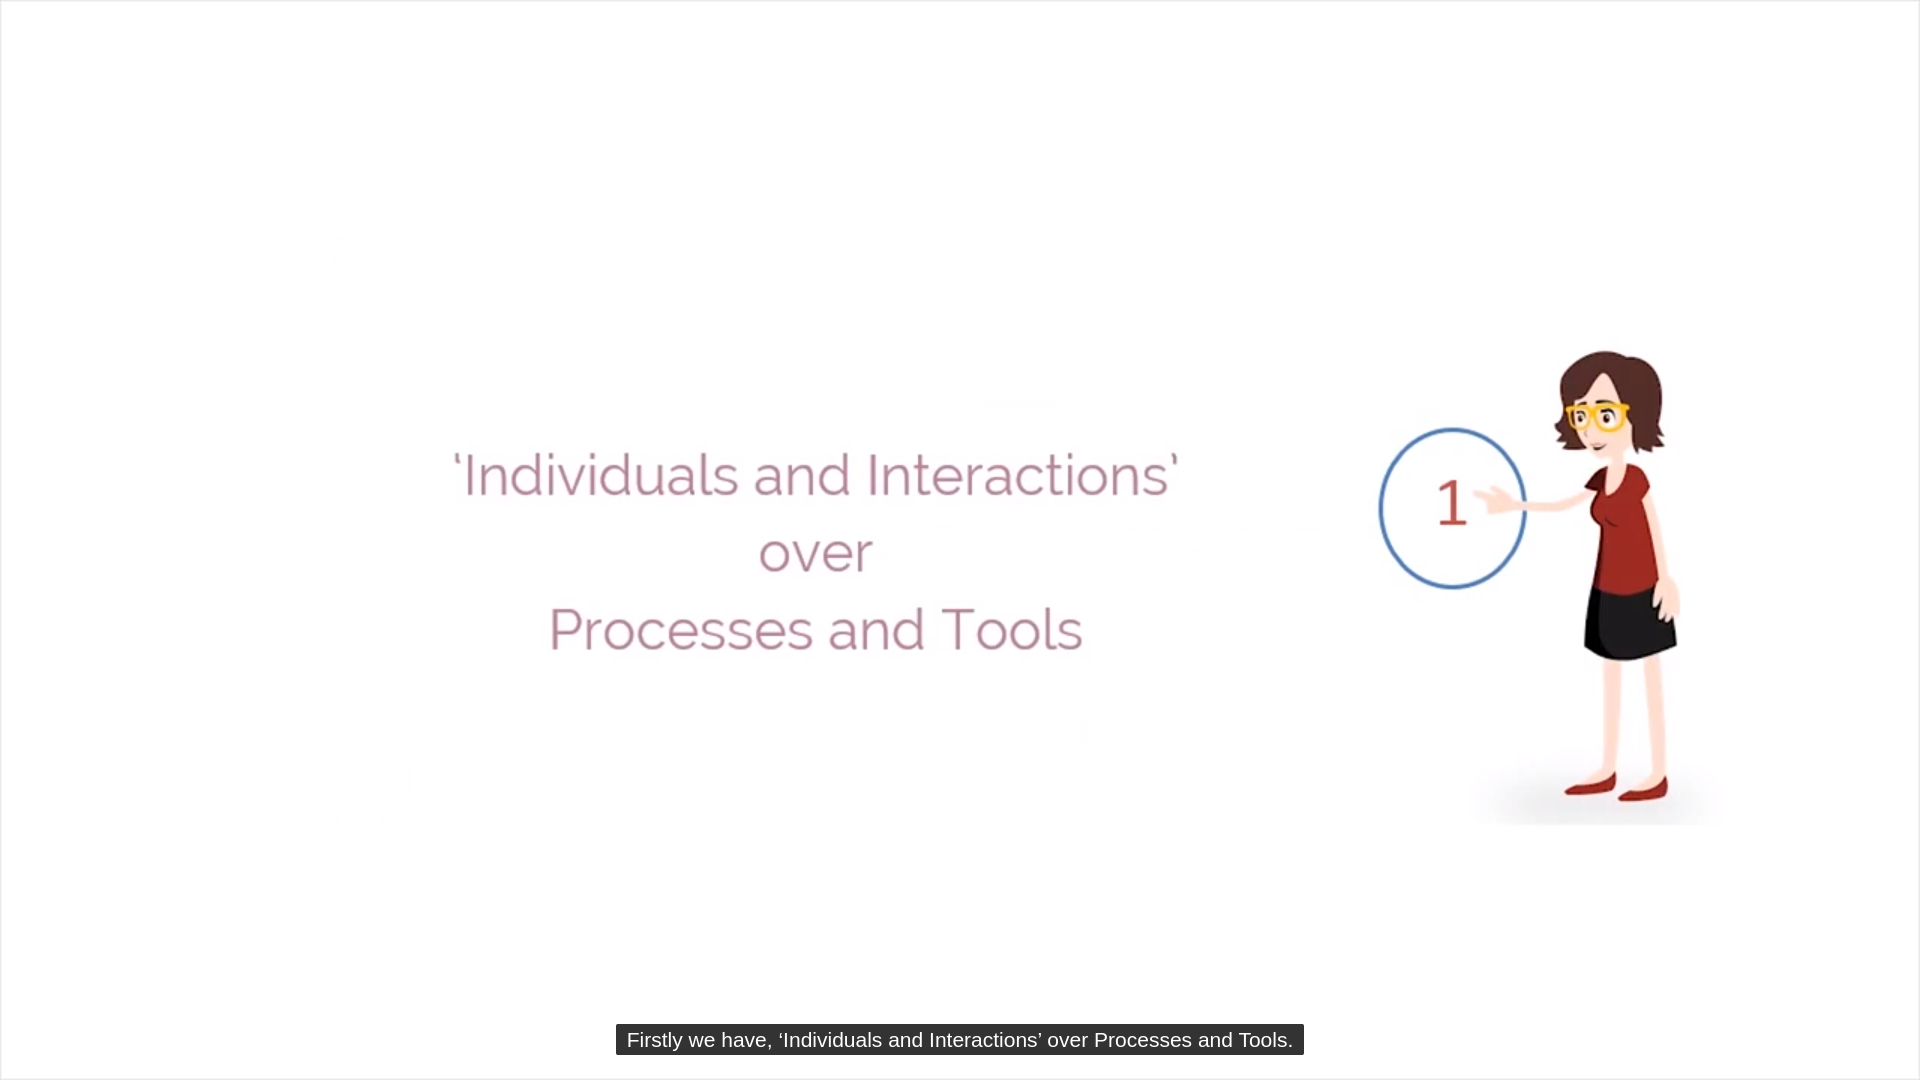 ‘Individuals and Interactions’
over
Processes and Tools
1
Firstly we have, ‘Individuals and Interactions’ over Processes and Tools.